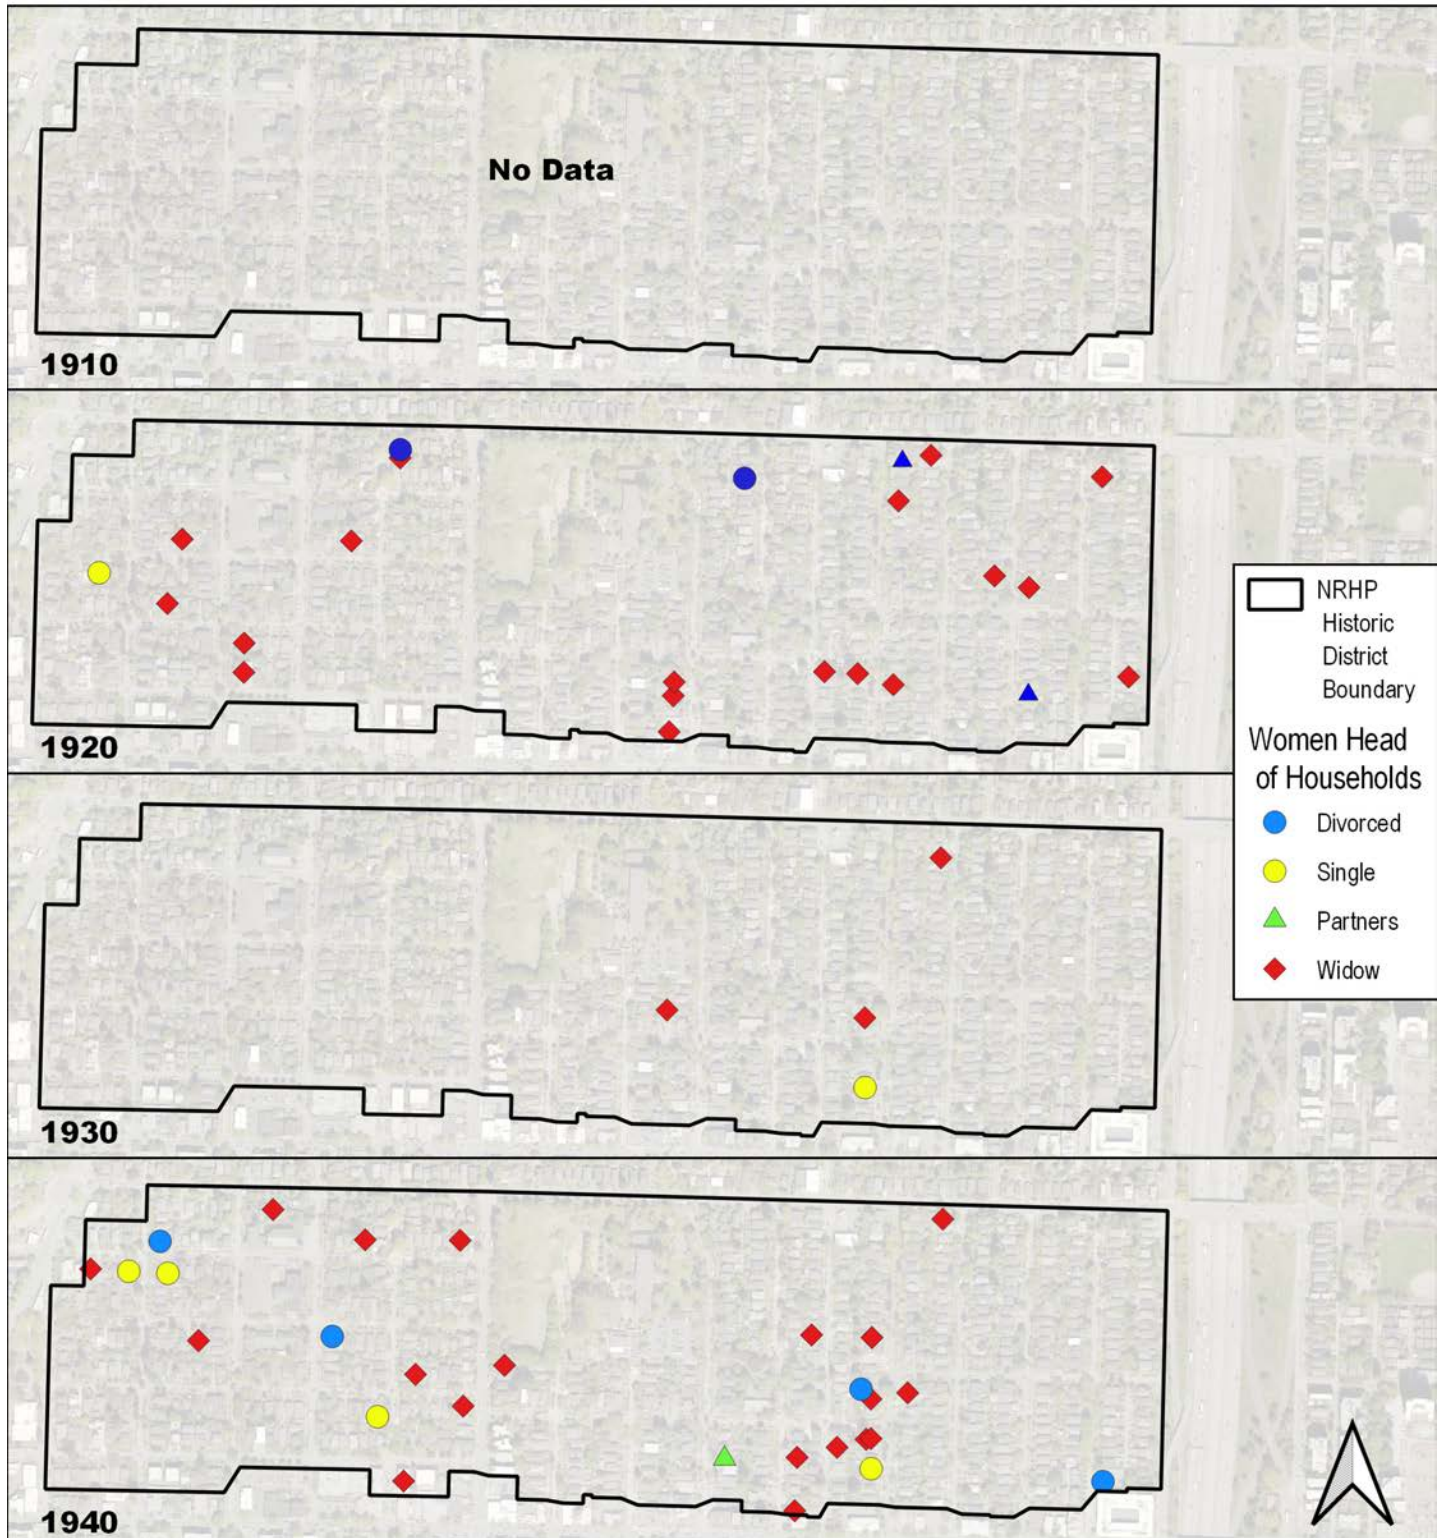 No Data
1910
1920
NRHP
Historic
District
Boundary
Women Head
of Households
Divorced
Single
Partners
Widow
1930
1940